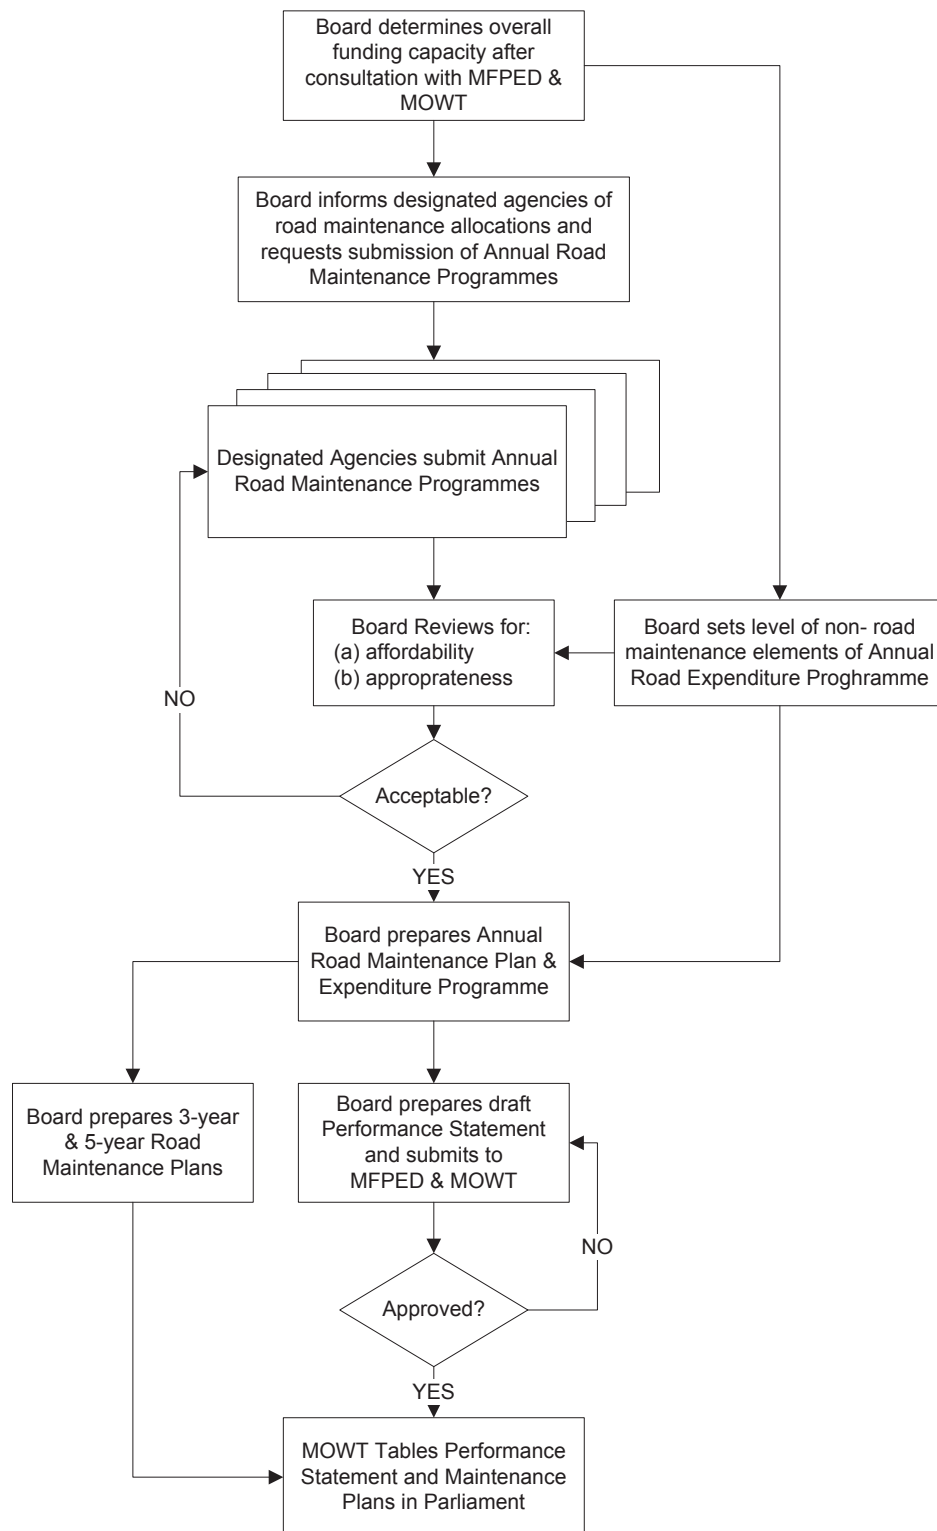 Board determines overall
funding capacity after
consultation with MFPED &
MOWT
Board informs designated agencies of
road maintenance allocations and
requests submission of Annual Road
Maintenance Programmes
Designated Agencies submit Annual
Road Maintenance Programmes
Board Reviews for:
(a) affordability
(b) approprateness
Board sets level of non- road
maintenance elements of Annual
Road Expenditure Proghramme
NO
Acceptable?
YES
Board prepares Annual
Road Maintenance Plan &
Expenditure Programme
Board prepares 3-year
& 5-year Road
Maintenance Plans
Board prepares draft
Performance Statement
and submits to
MFPED & MOWT
NO
Approved?
YES
MOWT Tables Performance
Statement and Maintenance
Plans in Parliament